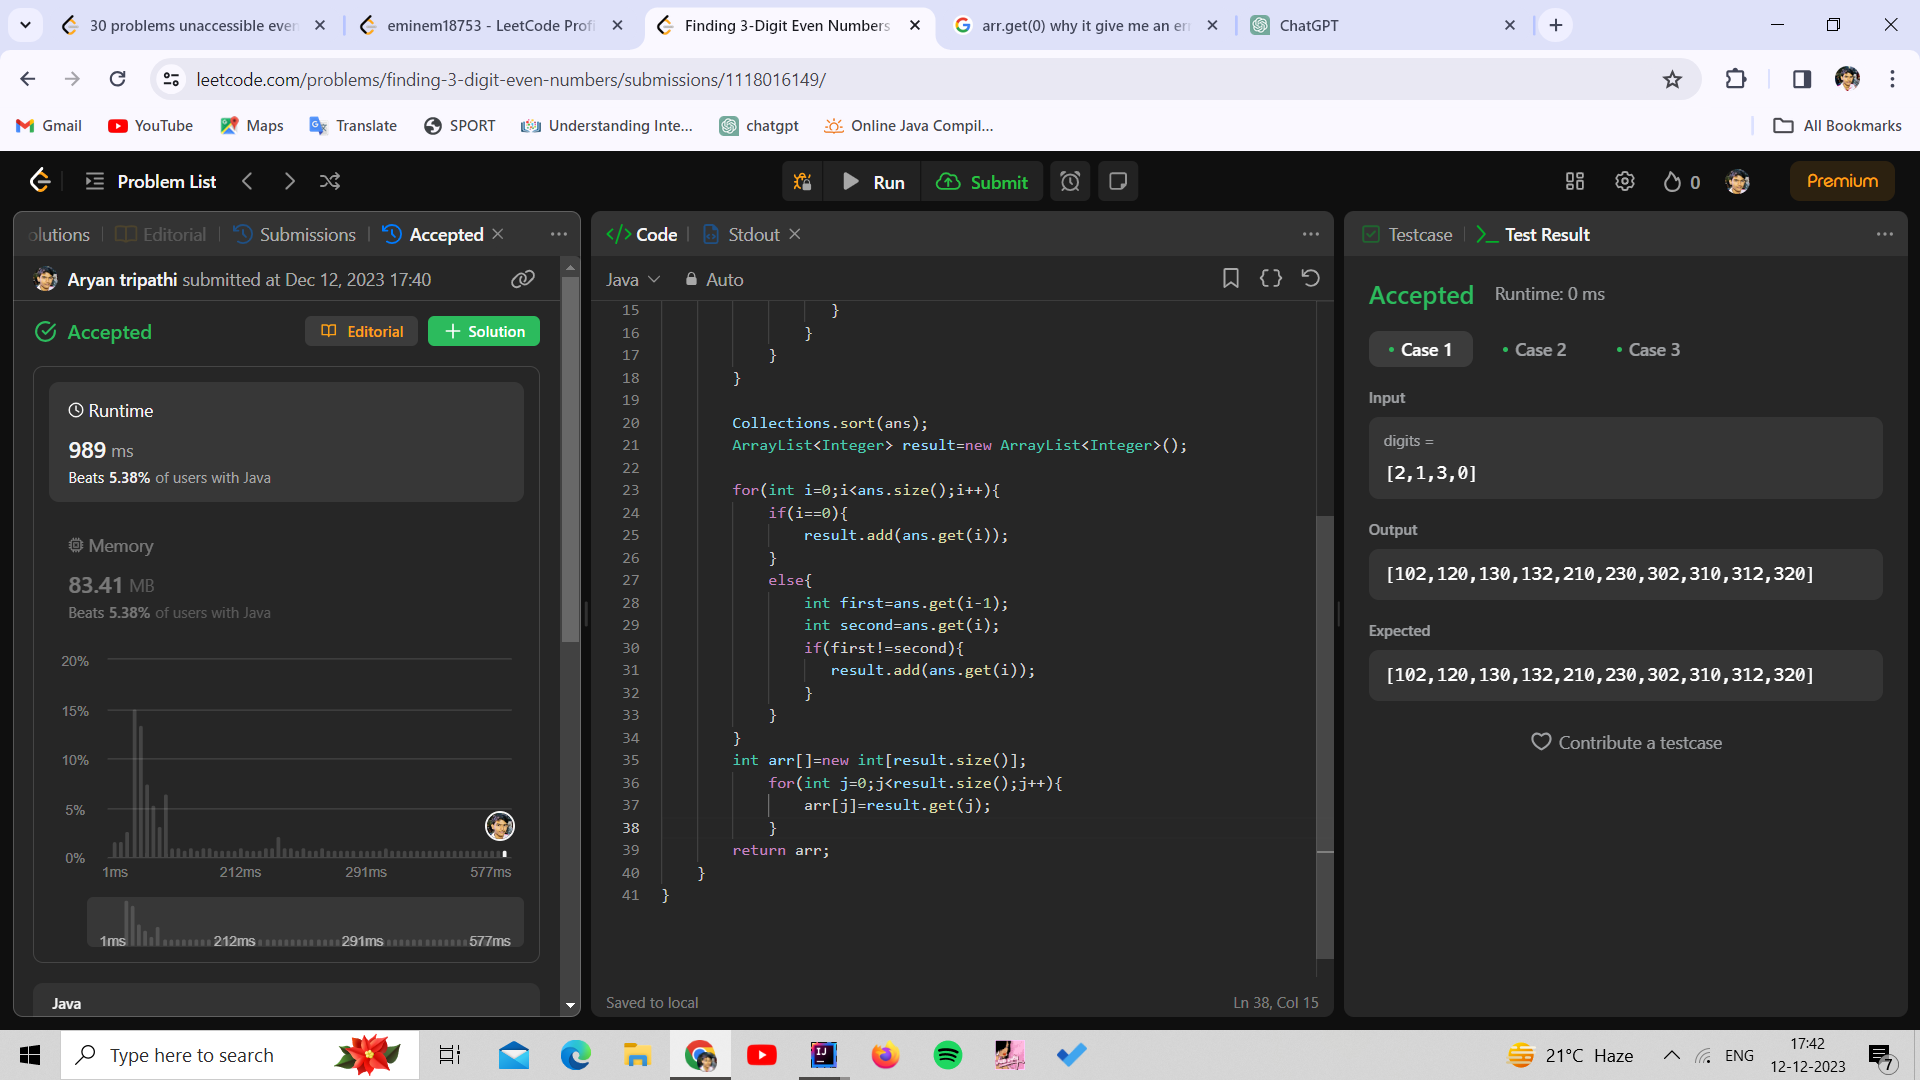 30 problems unaccessible even
eminem18753 - LeetCode Profi
Finding 3-Digit Even Numbers
arr.get(0) why it give me an err
ChatGPT
leetcode.com/problems/finding-3-digit-even-numbers/submissions/1118016149/
Gmail
YouTube
Maps
Translate
SPORT
Understanding Inte...
chatgpt
Online Java Compil...
All Bookmarks
Problem List
Run
Submit
0
Premium
olutions
Editorial
Submissions
Accepted
Aryan tripathi submitted at Dec 12, 2023 17:40
Accepted
Editorial
Solution
Runtime
989 ms
Beats 5.38% of users with Java
Memory
83.41 MB
Beats 5.38% of users with Java
20%
15%
10%
5%
0%
1ms 212ms 291ms 577ms
1ms 212ms 291ms 577ms
Java
</> Code
Stdout
Java
Auto
15 }
16 }
17 }
18 }
19
20 Collections.sort(ans);
21 ArrayList<Integer> result=new ArrayList<Integer>();
22
23 for(int i=0;i<ans.size();i++){
24 if(i==0){
25 result.add(ans.get(i));
26 }
27 else{
28 int first=ans.get(i-1);
29 int second=ans.get(i);
30 if(first!=second){
31 result.add(ans.get(i));
32 }
33 }
34 }
35 int arr[]=new int[result.size()];
36 for(int j=0;j<result.size();j++){
37 arr[j]=result.get(j);
38 }
39 return arr;
40 }
41 }
Saved to local
Ln 38, Col 15
Testcase
Test Result
Accepted Runtime: 0 ms
Case 1
Case 2
Case 3
Input
digits =
[2,1,3,0]
Output
[102,120,130,132,210,230,302,310,312,320]
Expected
[102,120,130,132,210,230,302,310,312,320]
Contribute a testcase
Type here to search
IJ
21°C Haze
ENG
17:42
12-12-2023
7